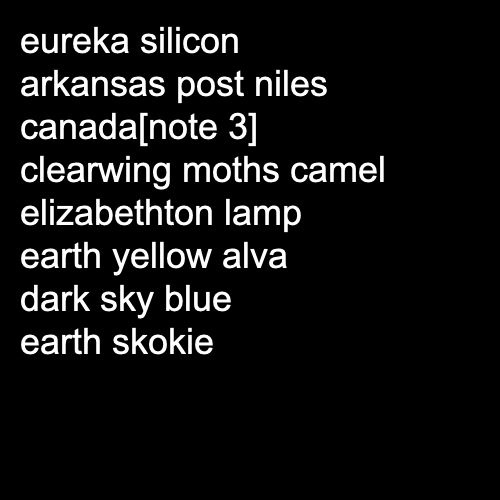 eureka silicon
arkansas post niles
canada[note 3]
clearwing moths camel
elizabethton lamp
earth yellow alva
dark sky blue
earth skokie